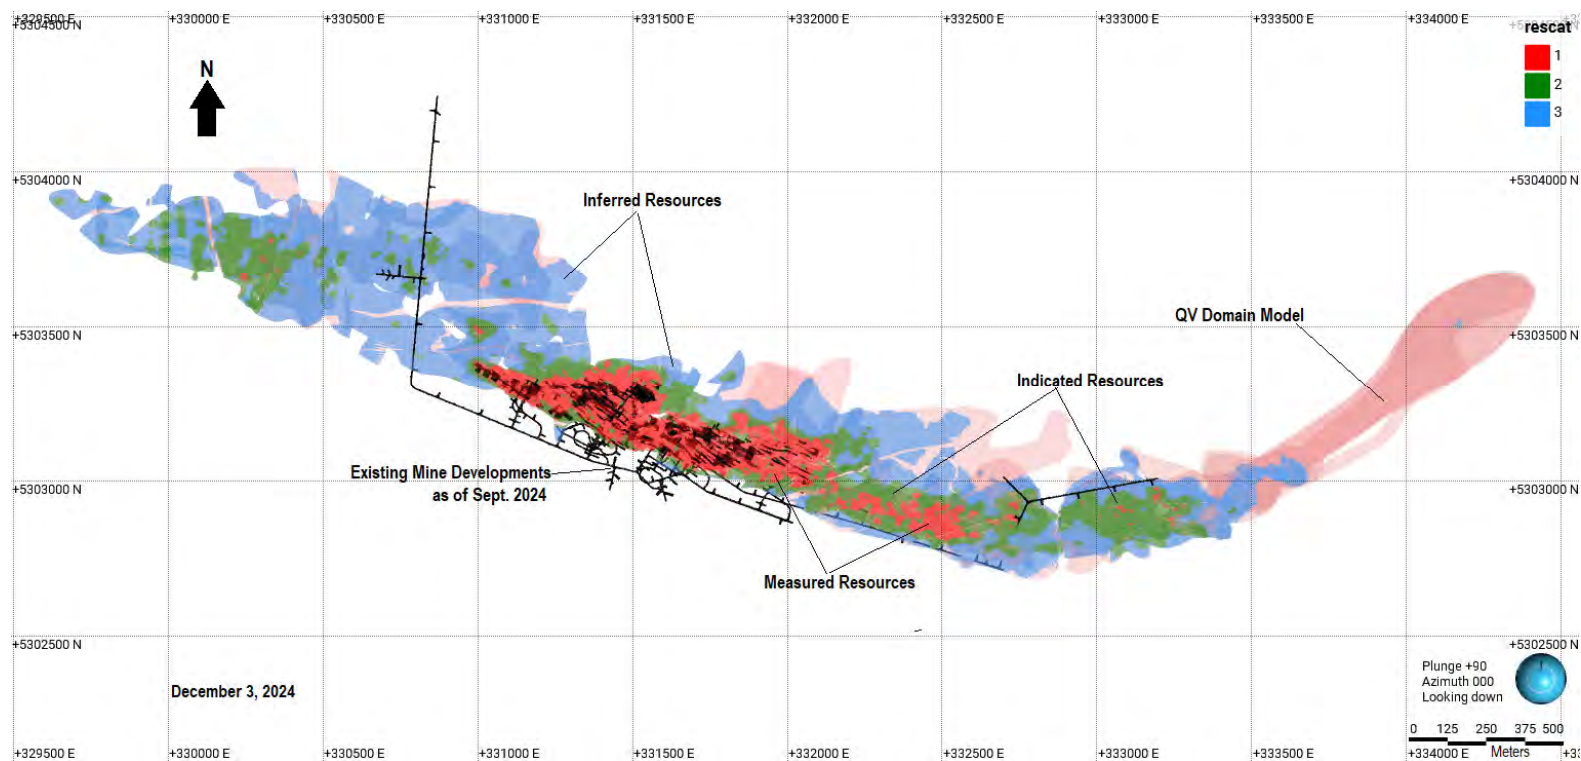 +329500 E +330000 E +330500 E +331000 E +331500 E +332000 E +332500 E +333000 E +333500 E +334000 E
+5304500 N
rescat
1
2
3
N
+5304000 N +5304000 N
Inferred Resources
QV Domain Model
+5303500 N +5303500 N
Indicated Resources
Existing Mine Developments
as of Sept. 2024
+5303000 N +5303000 N
Measured Resources
+5302500 N +5302500 N
Plunge +90
Azimuth 000
Looking down
December 3, 2024
0 125 250 375 500
Meters
+329500 E +330000 E +330500 E +331000 E +331500 E +332000 E +332500 E +333000 E +333500 E +334000 E